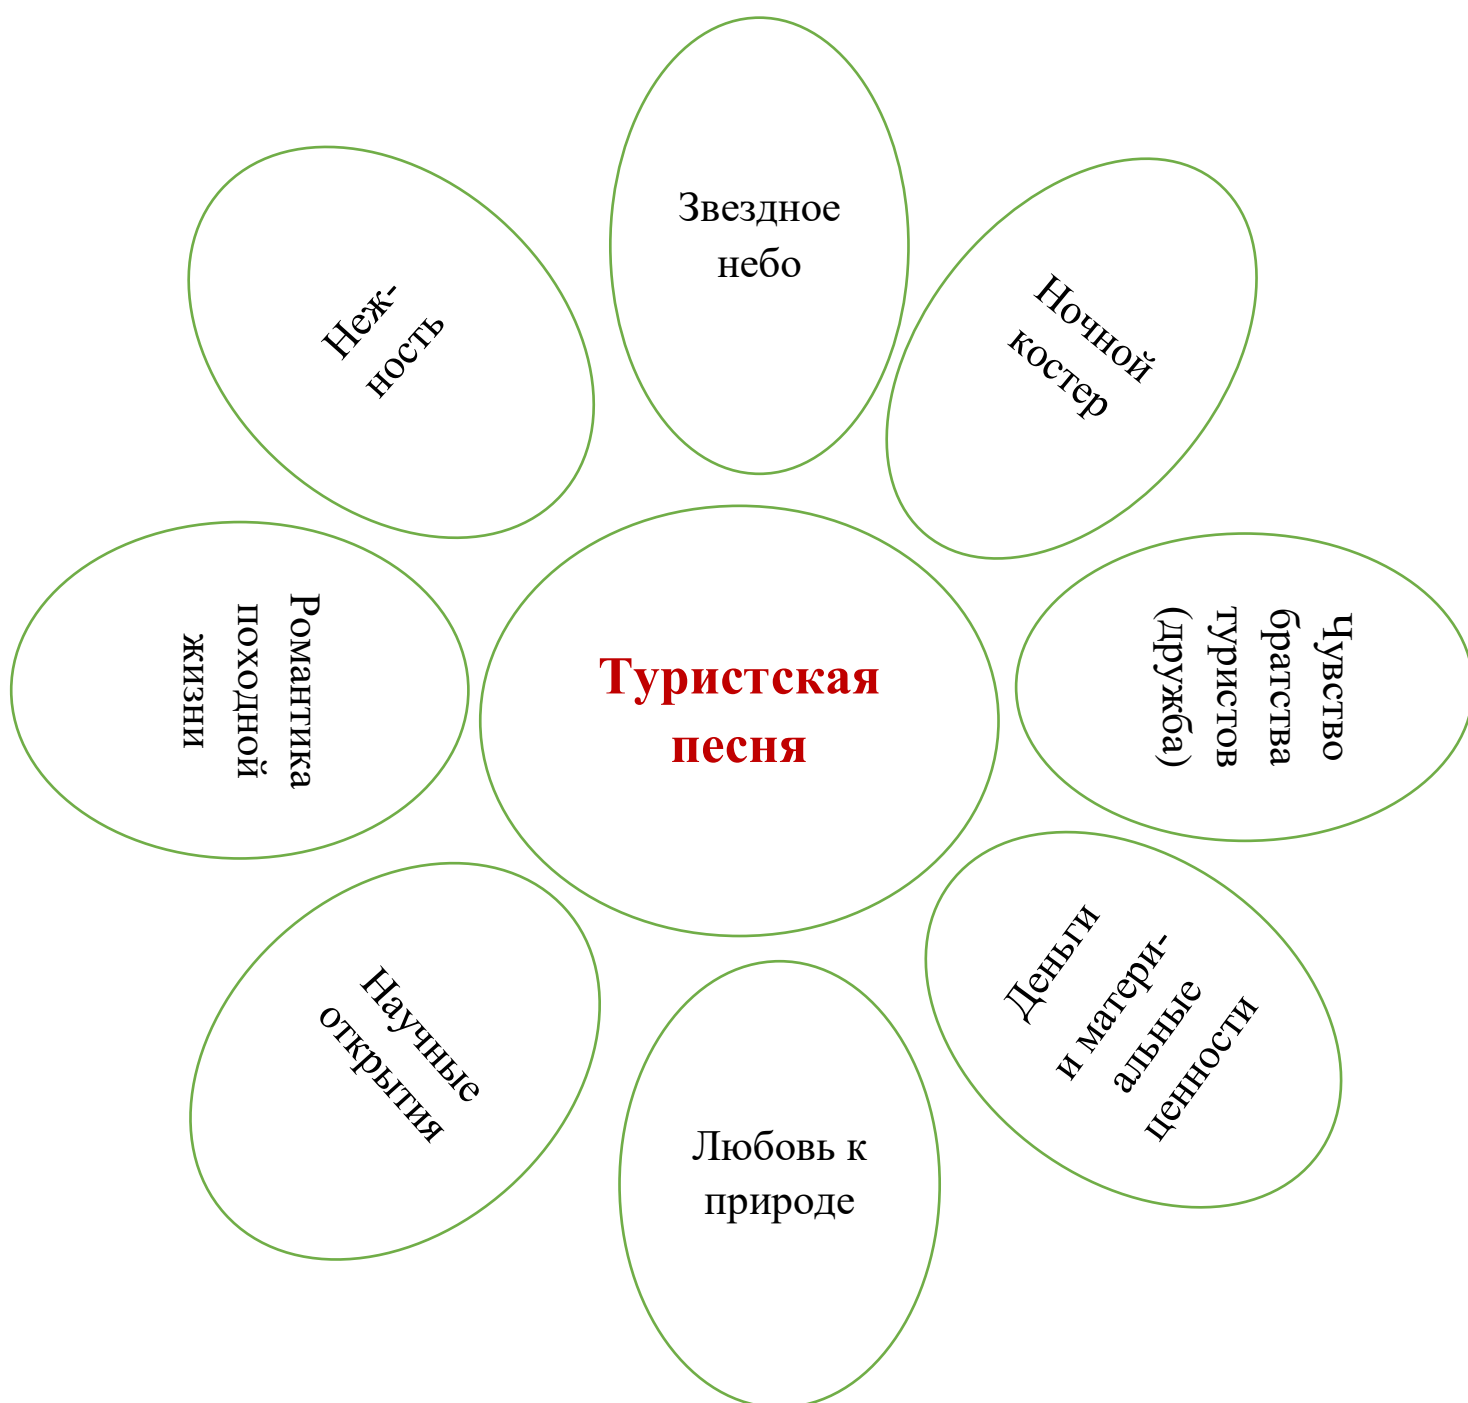 Звездное
небо
Ночной
костер
Чувство
братства
туристов
(дружба)
Деньги
и матери-
альные
ценности
Любовь к
природе
Научные
открытия
Романтика
походной
жизни
Неж-
ность
Туристская
песня